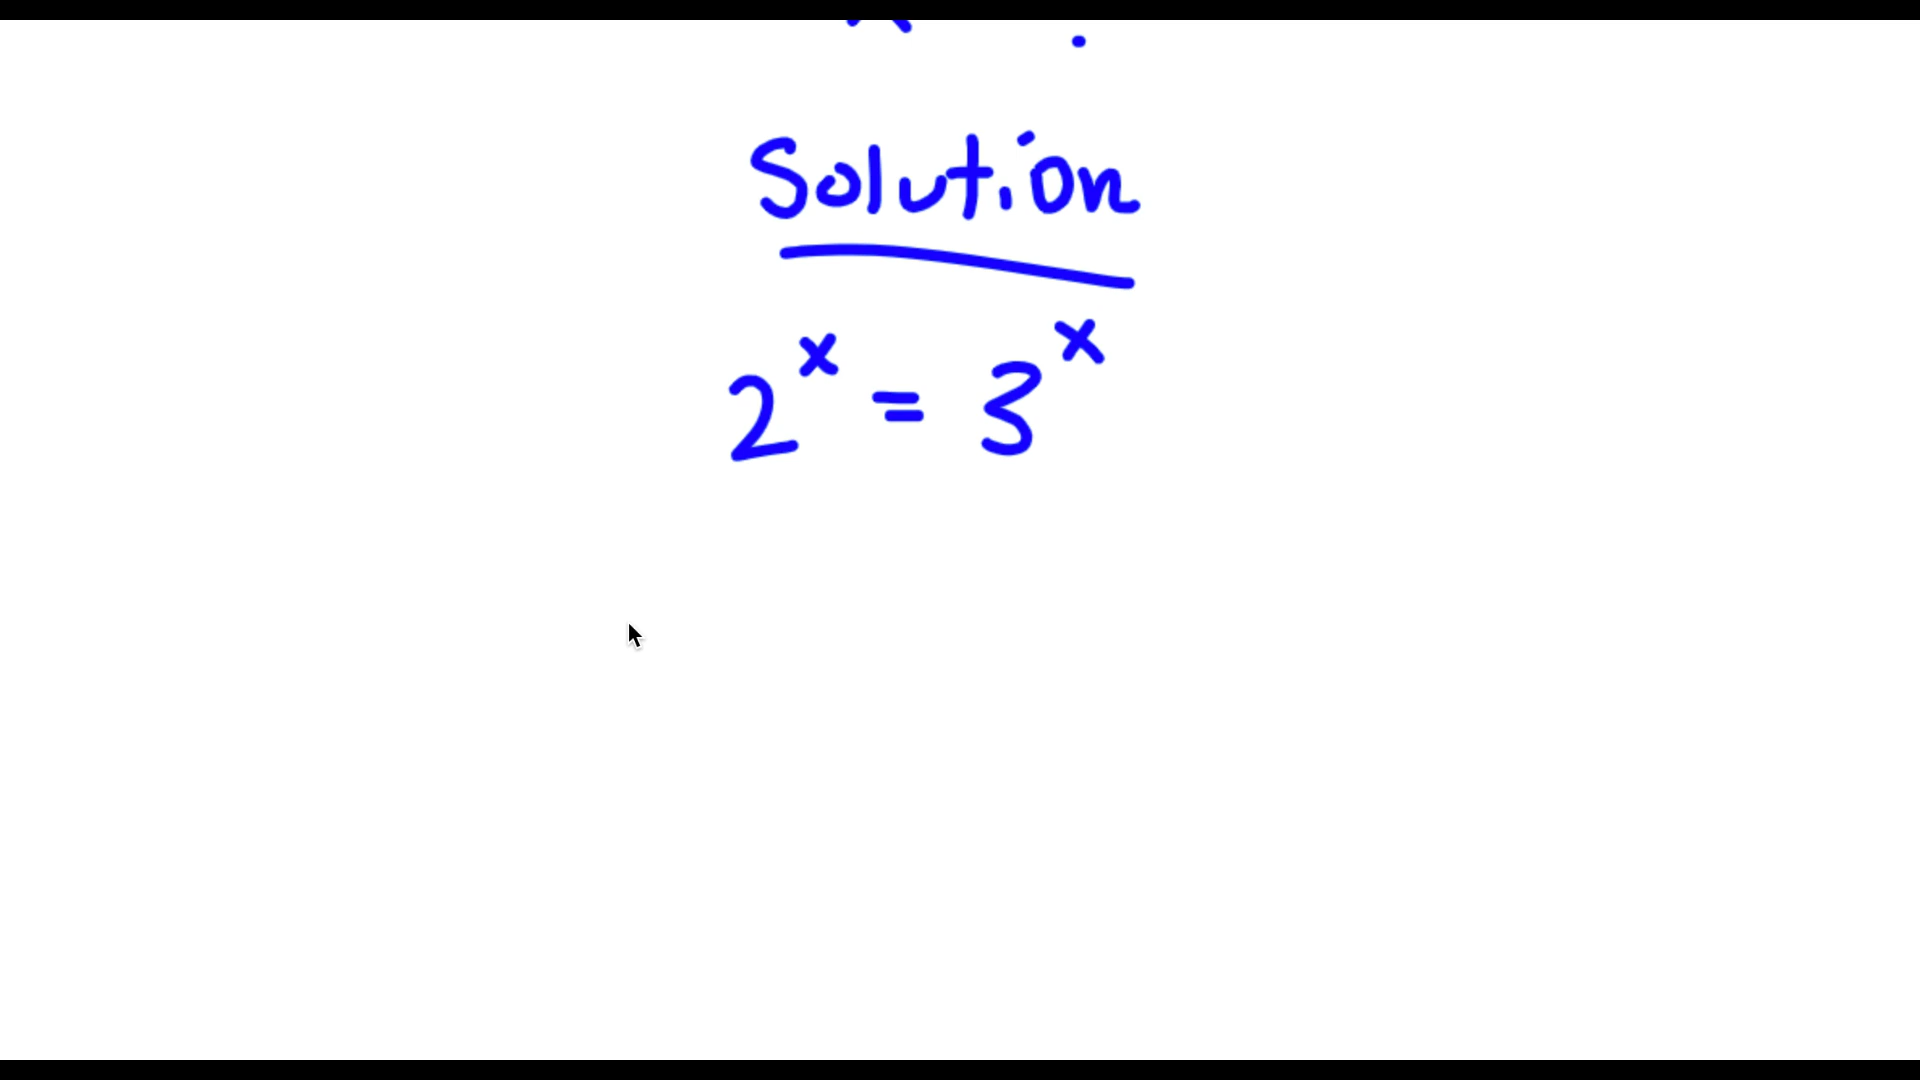 Solution
2^x = 3^x